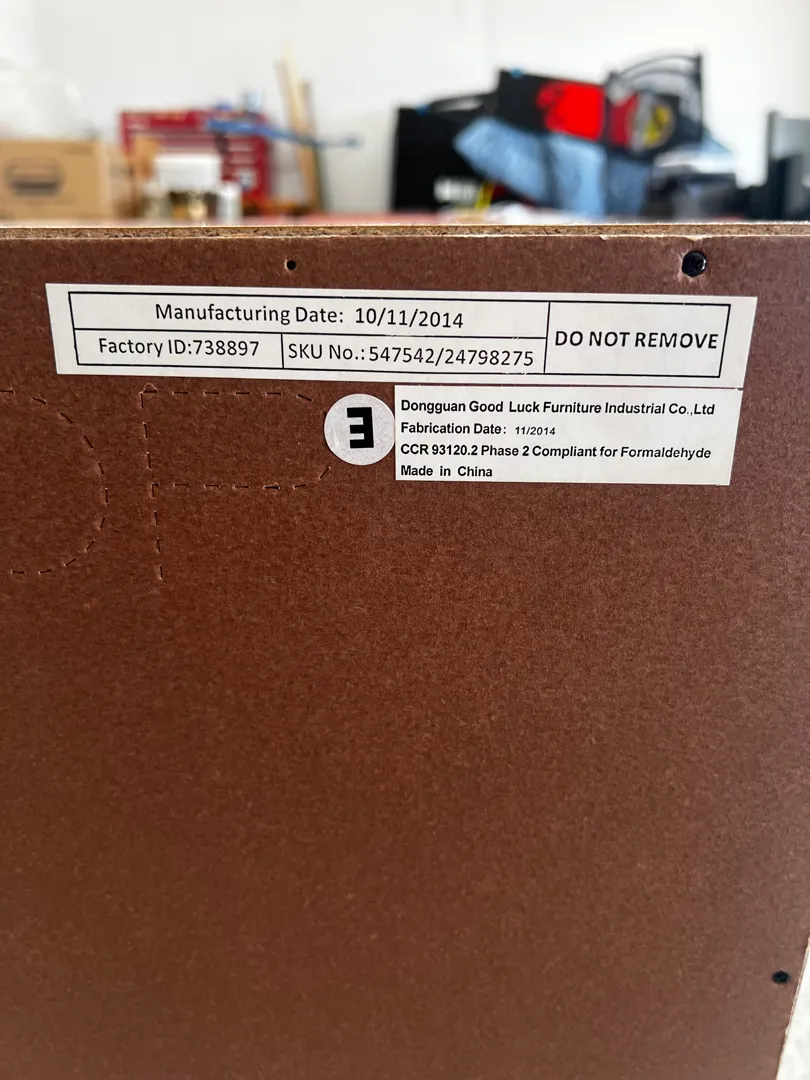 Manufacturing Date: 10/11/2014
Factory ID:738897
SKU No.:547542/24798275
DO NOT REMOVE
E
Dongguan Good Luck Furniture Industrial Co.,Ltd
Fabrication Date: 11/2014
CCR 93120.2 Phase 2 Compliant for Formaldehyde
Made in China